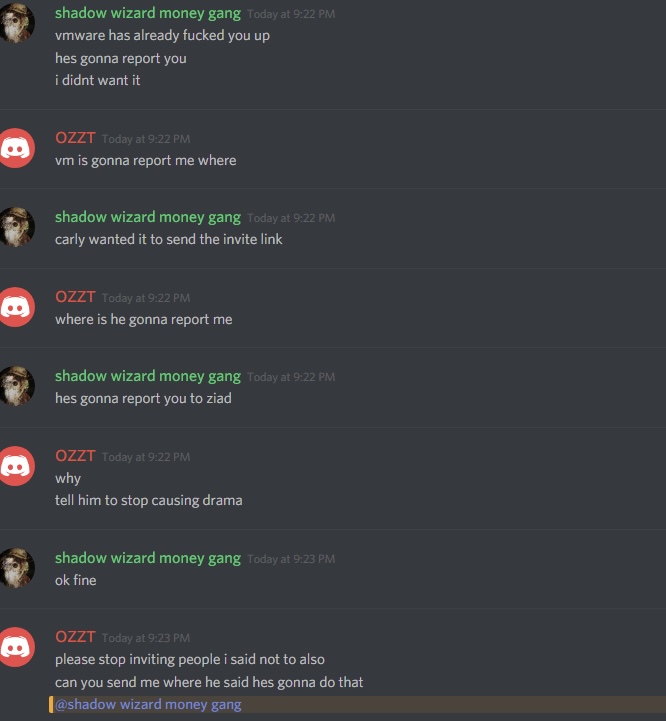 shadow wizard money gang Today at 9:22 PM
vmware has already fucked you up
hes gonna report you
i didnt want it
OZZT Today at 9:22 PM
vm is gonna report me where
shadow wizard money gang Today at 9:22 PM
carly wanted it to send the invite link
OZZT Today at 9:22 PM
where is he gonna report me
shadow wizard money gang Today at 9:22 PM
hes gonna report you to ziad
OZZT Today at 9:22 PM
why
tell him to stop causing drama
shadow wizard money gang Today at 9:23 PM
ok fine
OZZT Today at 9:23 PM
please stop inviting people i said not to also
can you send me where he said hes gonna do that
@shadow wizard money gang